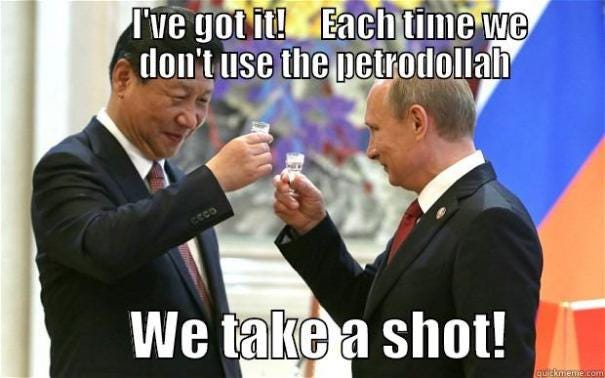 I've got it! Each time we
don't use the petrodollah
We take a shot!
quickmeme.com